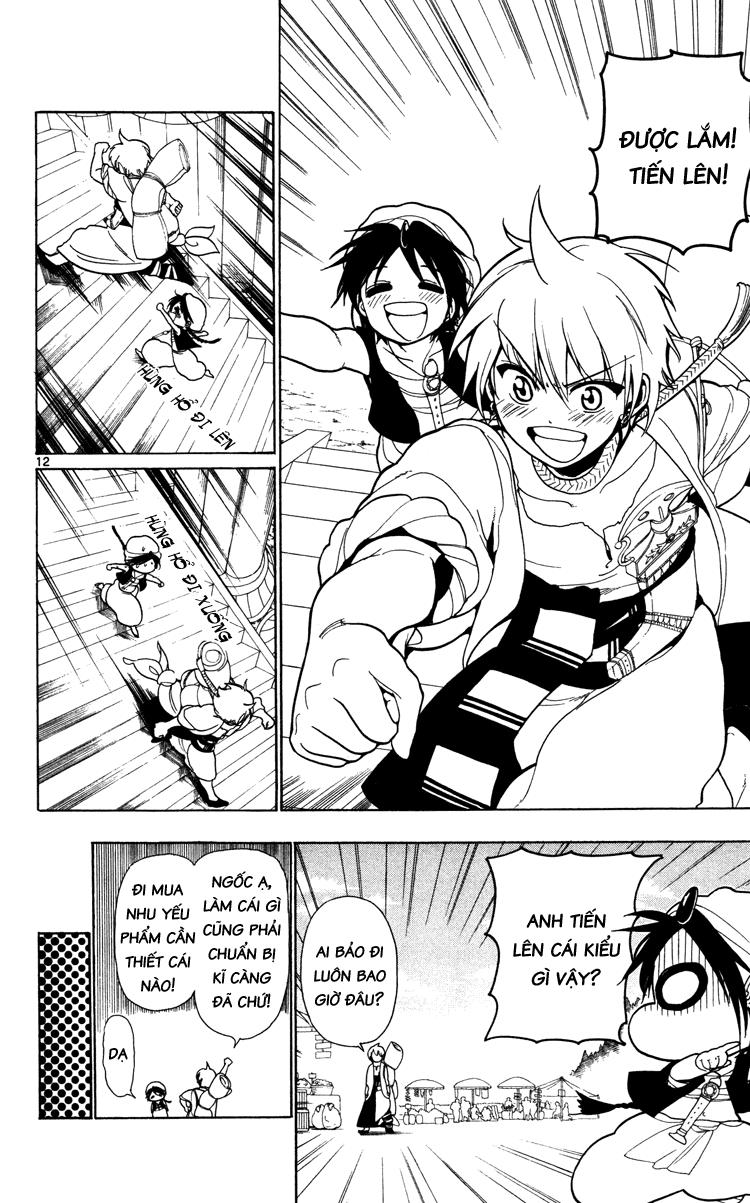 ĐƯỢC LẮM!
TIẾN LÊN!
HÙNG HỔ ĐI LÊN
12
HÙNG HỔ ĐI XUỐNG
ANH TIẾN
LÊN CÁI KIỂU
GÌ VẬY?
AI BẢO ĐI
LUÔN BAO
GIỜ ĐÂU?
NGỐC Ạ,
LÀM CÁI GÌ
CŨNG PHẢI
CHUẨN BỊ
KĨ CÀNG
ĐÃ CHỨ!
ĐI MUA
NHU YẾU
PHẨM CẦN
THIẾT CÁI
NÀO!
DẠ